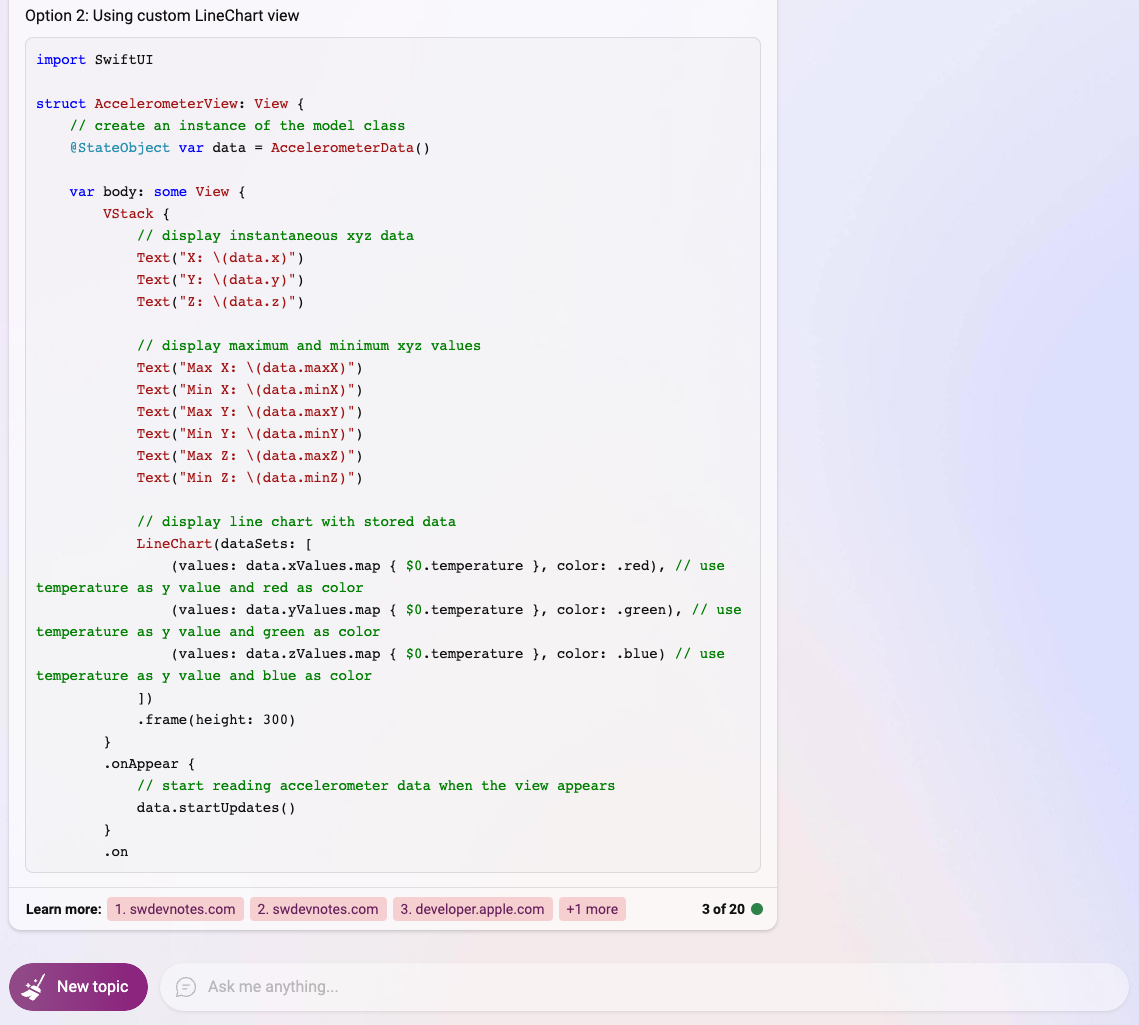 Option 2: Using custom LineChart view
import SwiftUI
struct AccelerometerView: View {
    // create an instance of the model class
    @StateObject var data = AccelerometerData()
    var body: some View {
        VStack {
            // display instantaneous xyz data
            Text("X: \(data.x)")
            Text("Y: \(data.y)")
            Text("Z: \(data.z)")
            // display maximum and minimum xyz values
            Text("Max X: \(data.maxX)")
            Text("Min X: \(data.minX)")
            Text("Max Y: \(data.maxY)")
            Text("Min Y: \(data.minY)")
            Text("Max Z: \(data.maxZ)")
            Text("Min Z: \(data.minZ)")
            // display line chart with stored data
            LineChart(dataSets: [
                (values: data.xValues.map { $0.temperature }, color: .red), // use
temperature as y value and red as color
                (values: data.yValues.map { $0.temperature }, color: .green), // use
temperature as y value and green as color
                (values: data.zValues.map { $0.temperature }, color: .blue) // use
temperature as y value and blue as color
            ])
            .frame(height: 300)
        }
        .onAppear {
            // start reading accelerometer data when the view appears
            data.startUpdates()
        }
        .on
Learn more: 1. swdevnotes.com 2. swdevnotes.com 3. developer.apple.com +1 more 3 of 20
New topic Ask me anything...